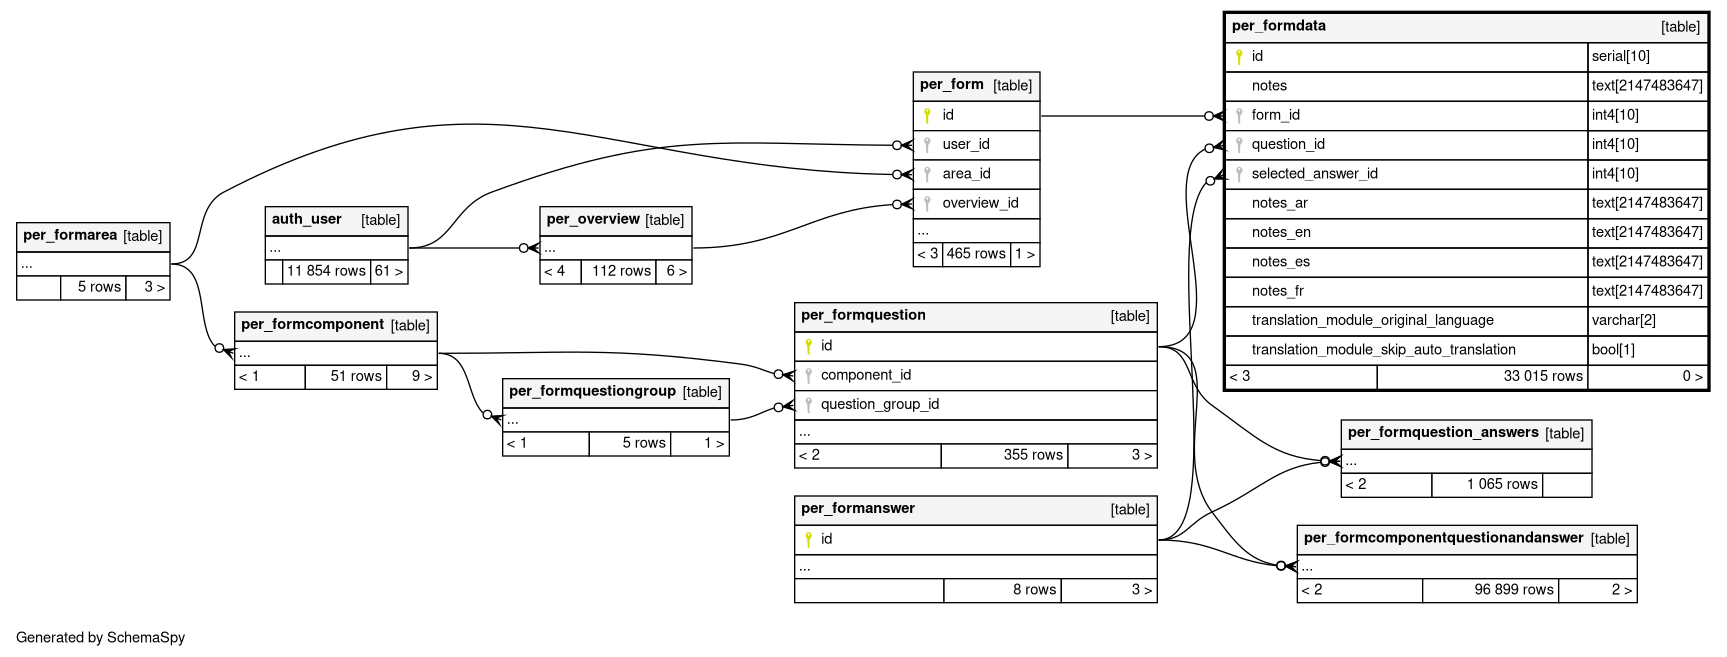 per_formdata [table]
id serial[10]
notes text[2147483647]
form_id int4[10]
question_id int4[10]
selected_answer_id int4[10]
notes_ar text[2147483647]
notes_en text[2147483647]
notes_es text[2147483647]
notes_fr text[2147483647]
translation_module_original_language varchar[2]
translation_module_skip_auto_translation bool[1]
< 3 33 015 rows 0 >
per_form [table]
id
user_id
area_id
overview_id
...
< 3 465 rows 1 >
per_formarea [table]
...
5 rows 3 >
auth_user [table]
...
11 854 rows 61 >
per_overview [table]
...
< 4 112 rows 6 >
per_formcomponent [table]
...
< 1 51 rows 9 >
per_formquestiongroup [table]
...
< 1 5 rows 1 >
per_formquestion [table]
id
component_id
question_group_id
...
< 2 355 rows 3 >
per_formquestion_answers [table]
...
< 2 1 065 rows
per_formanswer [table]
id
...
8 rows 3 >
per_formcomponentquestionandanswer [table]
...
< 2 96 899 rows 2 >
Generated by SchemaSpy